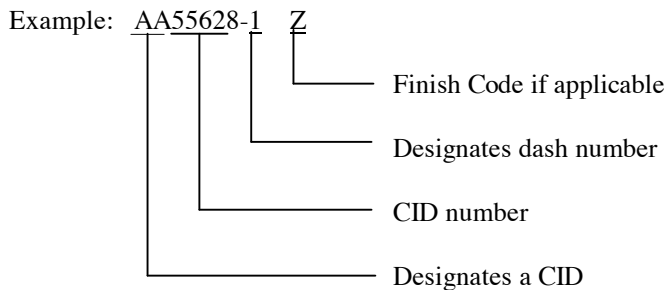 Example: AA55628-1 Z
Finish Code if applicable
Designates dash number
CID number
Designates a CID